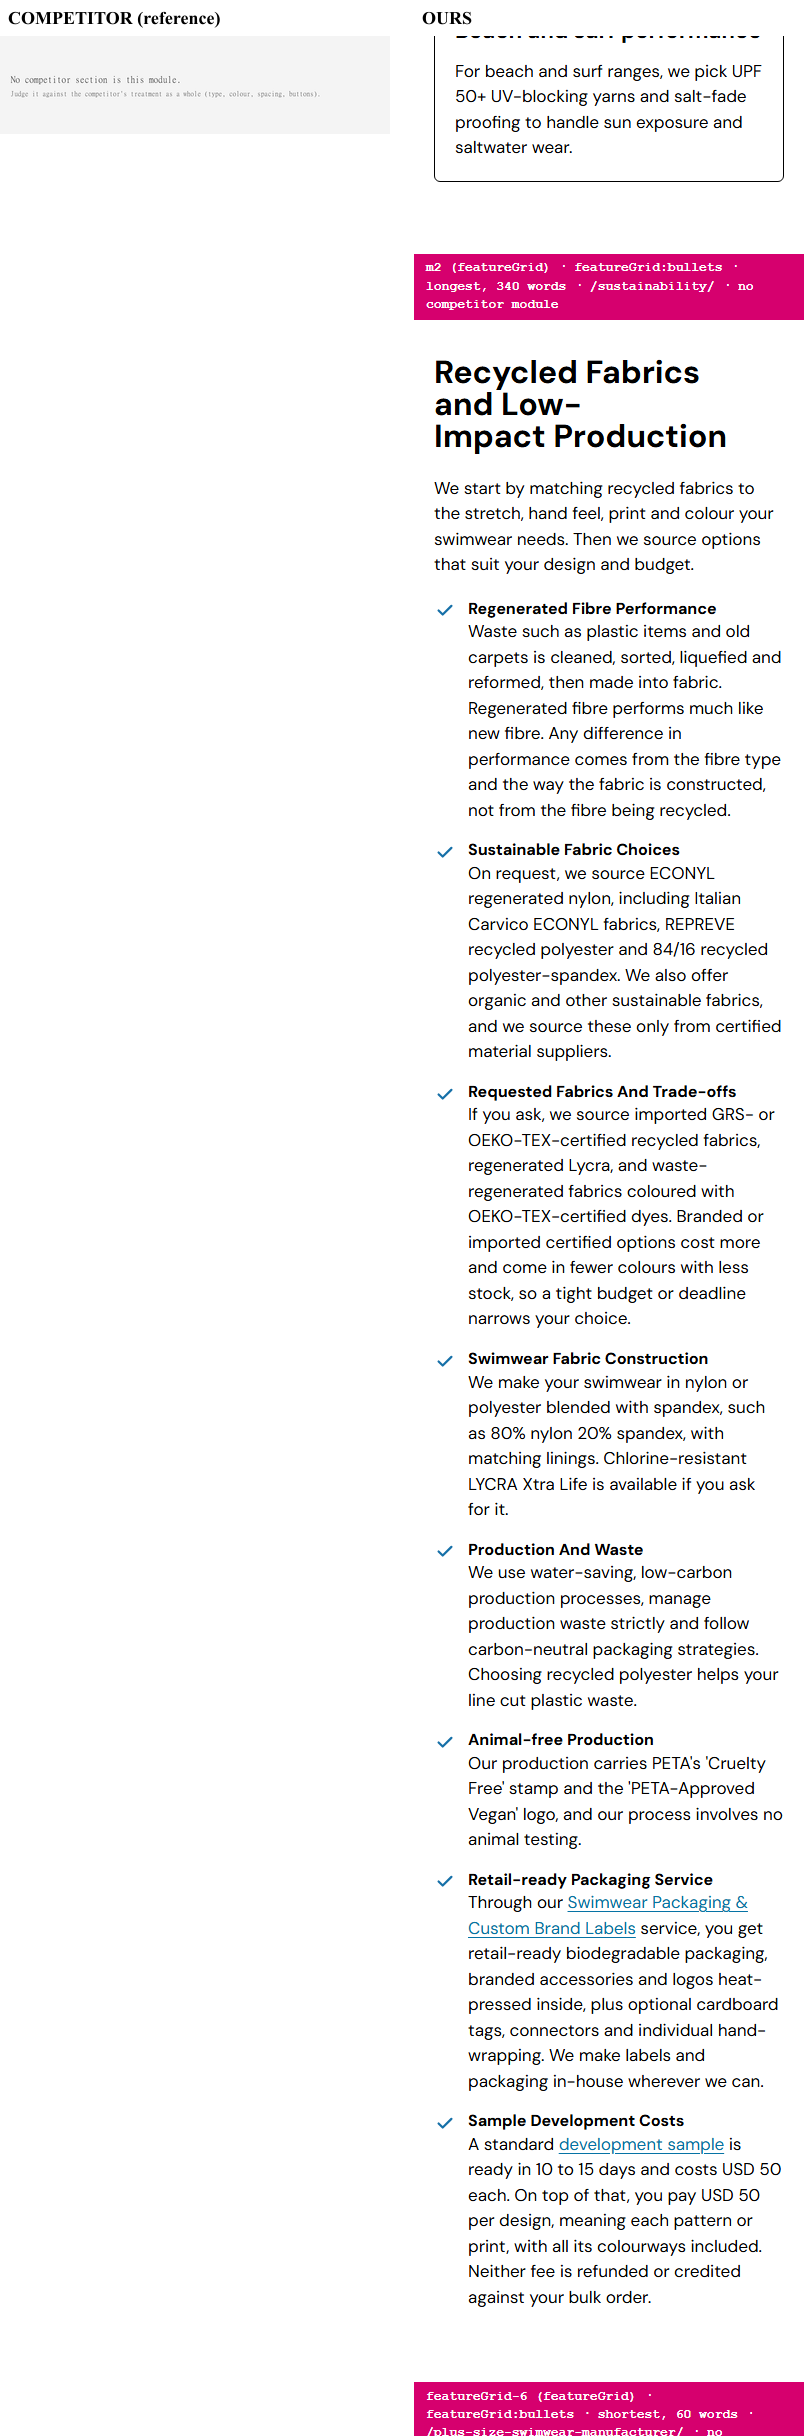 COMPETITOR (reference)
OURS
No competitor section is this module.
Judge it against the competitor's treatment as a whole (type, colour, spacing, buttons).
Beach and surf performance
For beach and surf ranges, we pick UPF
50+ UV-blocking yarns and salt-fade
proofing to handle sun exposure and
saltwater wear.
m2 (featureGrid) · featureGrid:bullets ·
longest, 340 words · /sustainability/ · no
competitor module
Recycled Fabrics
and Low-
Impact Production
We start by matching recycled fabrics to
the stretch, hand feel, print and colour your
swimwear needs. Then we source options
that suit your design and budget.
Regenerated Fibre Performance
Waste such as plastic items and old
carpets is cleaned, sorted, liquefied and
reformed, then made into fabric.
Regenerated fibre performs much like
new fibre. Any difference in
performance comes from the fibre type
and the way the fabric is constructed,
not from the fibre being recycled.
Sustainable Fabric Choices
On request, we source ECONYL
regenerated nylon, including Italian
Carvico ECONYL fabrics, REPREVE
recycled polyester and 84/16 recycled
polyester-spandex. We also offer
organic and other sustainable fabrics,
and we source these only from certified
material suppliers.
Requested Fabrics And Trade-offs
If you ask, we source imported GRS- or
OEKO-TEX-certified recycled fabrics,
regenerated Lycra, and waste-
regenerated fabrics coloured with
OEKO-TEX-certified dyes. Branded or
imported certified options cost more
and come in fewer colours with less
stock, so a tight budget or deadline
narrows your choice.
Swimwear Fabric Construction
We make your swimwear in nylon or
polyester blended with spandex, such
as 80% nylon 20% spandex, with
matching linings. Chlorine-resistant
LYCRA Xtra Life is available if you ask
for it.
Production And Waste
We use water-saving, low-carbon
production processes, manage
production waste strictly and follow
carbon-neutral packaging strategies.
Choosing recycled polyester helps your
line cut plastic waste.
Animal-free Production
Our production carries PETA's 'Cruelty
Free' stamp and the 'PETA-Approved
Vegan' logo, and our process involves no
animal testing.
Retail-ready Packaging Service
Through our Swimwear Packaging &
Custom Brand Labels service, you get
retail-ready biodegradable packaging,
branded accessories and logos heat-
pressed inside, plus optional cardboard
tags, connectors and individual hand-
wrapping. We make labels and
packaging in-house wherever we can.
Sample Development Costs
A standard development sample is
ready in 10 to 15 days and costs USD 50
each. On top of that, you pay USD 50
per design, meaning each pattern or
print, with all its colourways included.
Neither fee is refunded or credited
against your bulk order.
featureGrid-6 (featureGrid) ·
featureGrid:bullets · shortest, 60 words ·
/plus-size-swimwear-manufacturer/ · no